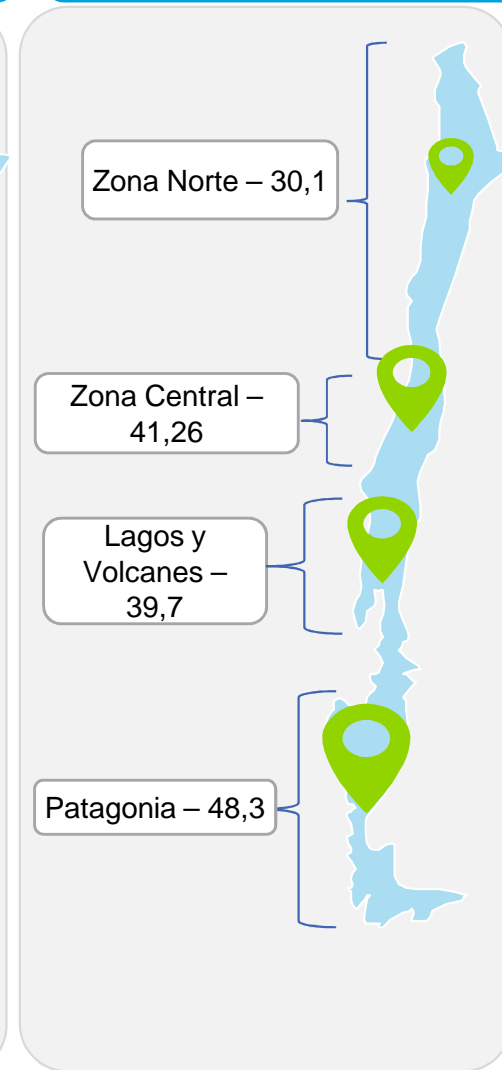 Zona Norte – 30,1
Zona Central –
41,26
Lagos y
Volcanes –
39,7
Patagonia – 48,3